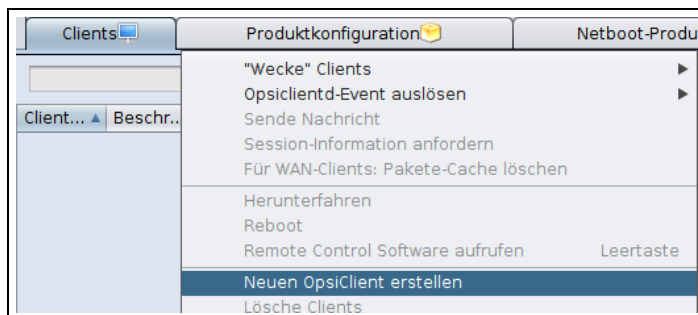 Clients
Produktkonfiguration
Netboot-Produ
"Wecke" Clients
Opsiclientd-Event auslösen
Client... Beschr..
Sende Nachricht
Session-Information anfordern
Für WAN-Clients: Pakete-Cache löschen
Herunterfahren
Reboot
Remote Control Software aufrufen Leertaste
Neuen OpsiClient erstellen
Lösche Clients